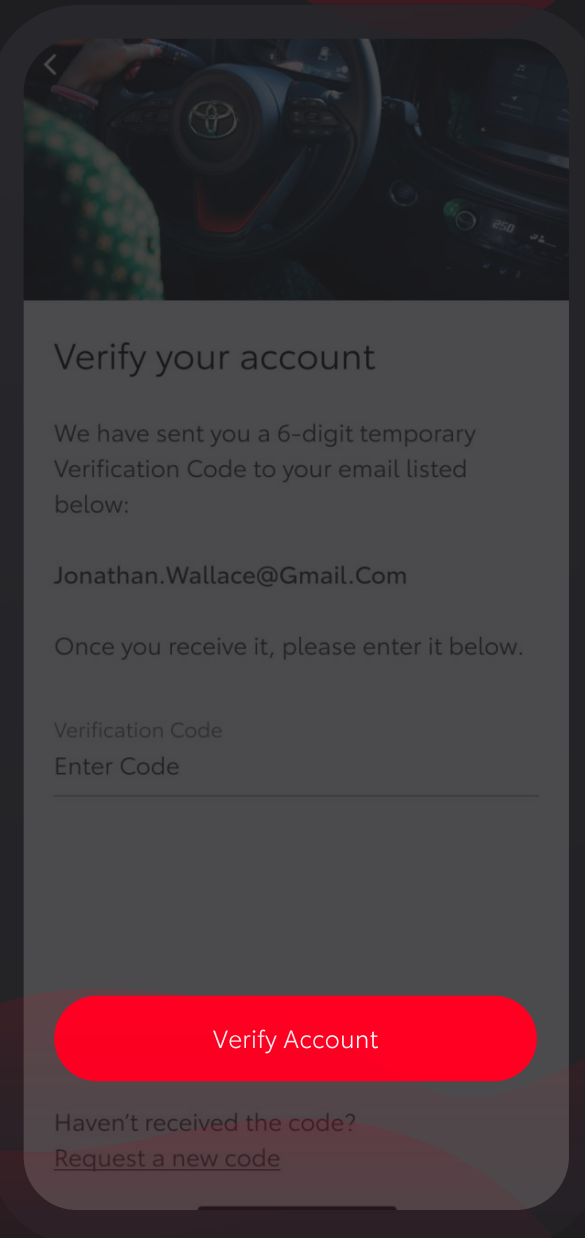 250
Verify your account
We have sent you a 6-digit temporary
Verification Code to your email listed
below:
Jonathan.Wallace@Gmail.Com
Once you receive it, please enter it below.
Verification Code
Enter Code
Verify Account
Haven't received the code?
Request a new code